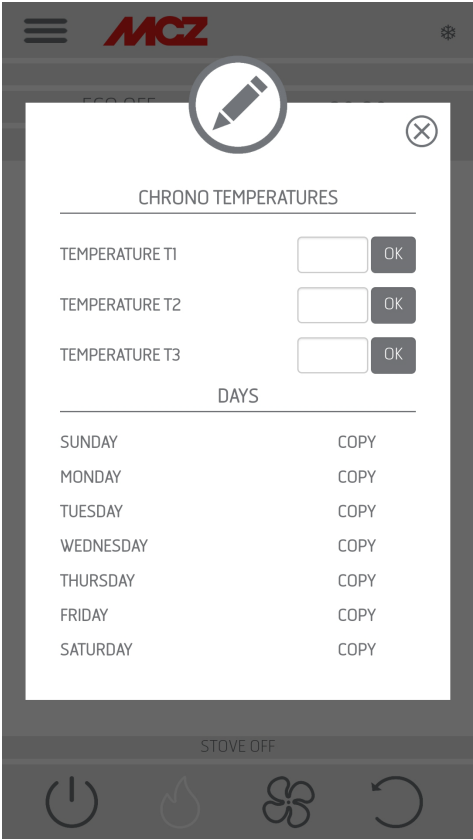 MCZ
CHRONO TEMPERATURES
TEMPERATURE T1 OK
TEMPERATURE T2 OK
TEMPERATURE T3 OK
DAYS
SUNDAY COPY
MONDAY COPY
TUESDAY COPY
WEDNESDAY COPY
THURSDAY COPY
FRIDAY COPY
SATURDAY COPY
STOVE OFF